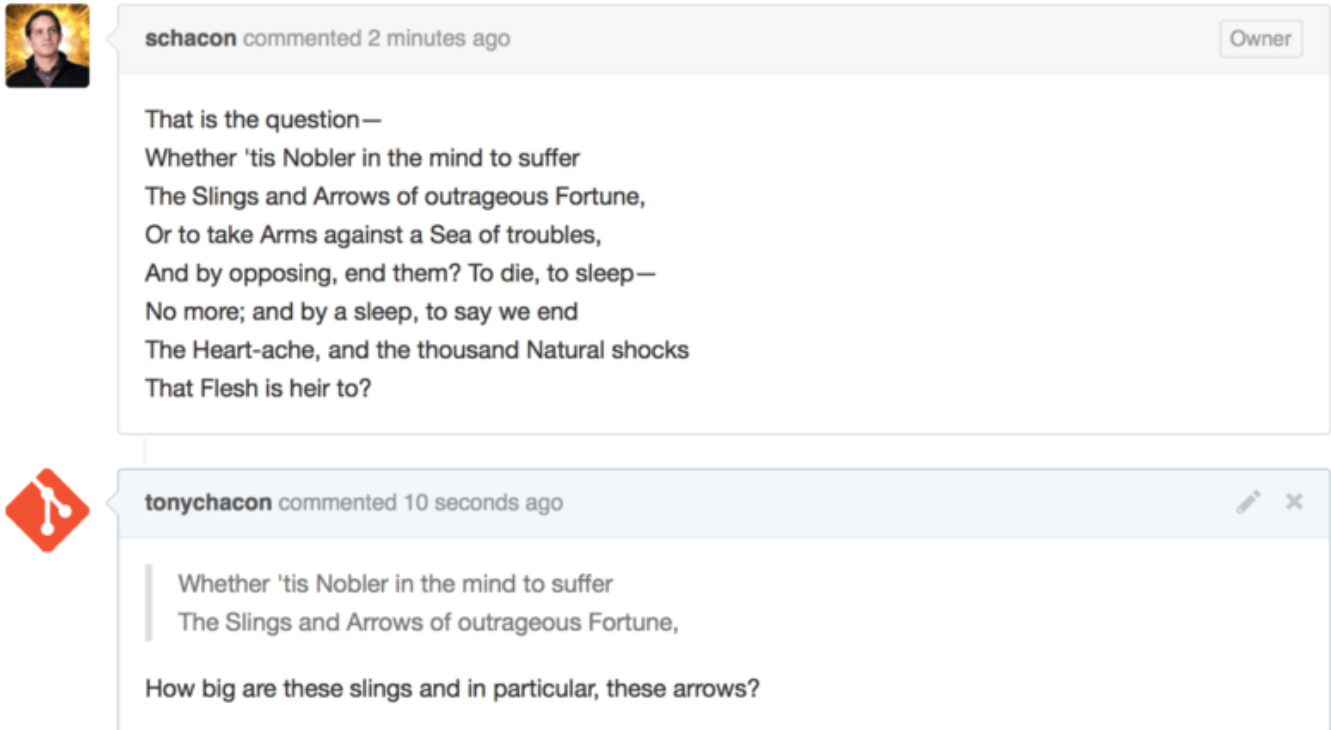 schacon commented 2 minutes ago Owner
That is the question—
Whether 'tis Nobler in the mind to suffer
The Slings and Arrows of outrageous Fortune,
Or to take Arms against a Sea of troubles,
And by opposing, end them? To die, to sleep—
No more; and by a sleep, to say we end
The Heart-ache, and the thousand Natural shocks
That Flesh is heir to?
tonychacon commented 10 seconds ago
Whether 'tis Nobler in the mind to suffer
The Slings and Arrows of outrageous Fortune,
How big are these slings and in particular, these arrows?